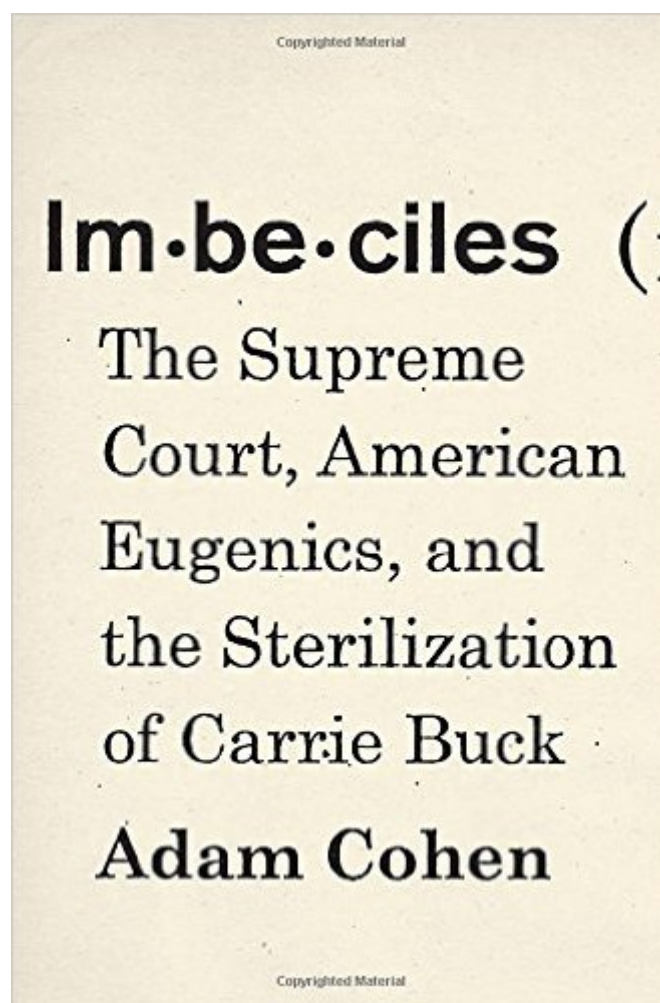 Copyrighted Material
Im·be·ciles (
The Supreme
Court, American
Eugenics, and
the Sterilization
of Carrie Buck
Adam Cohen
Copyrighted Material